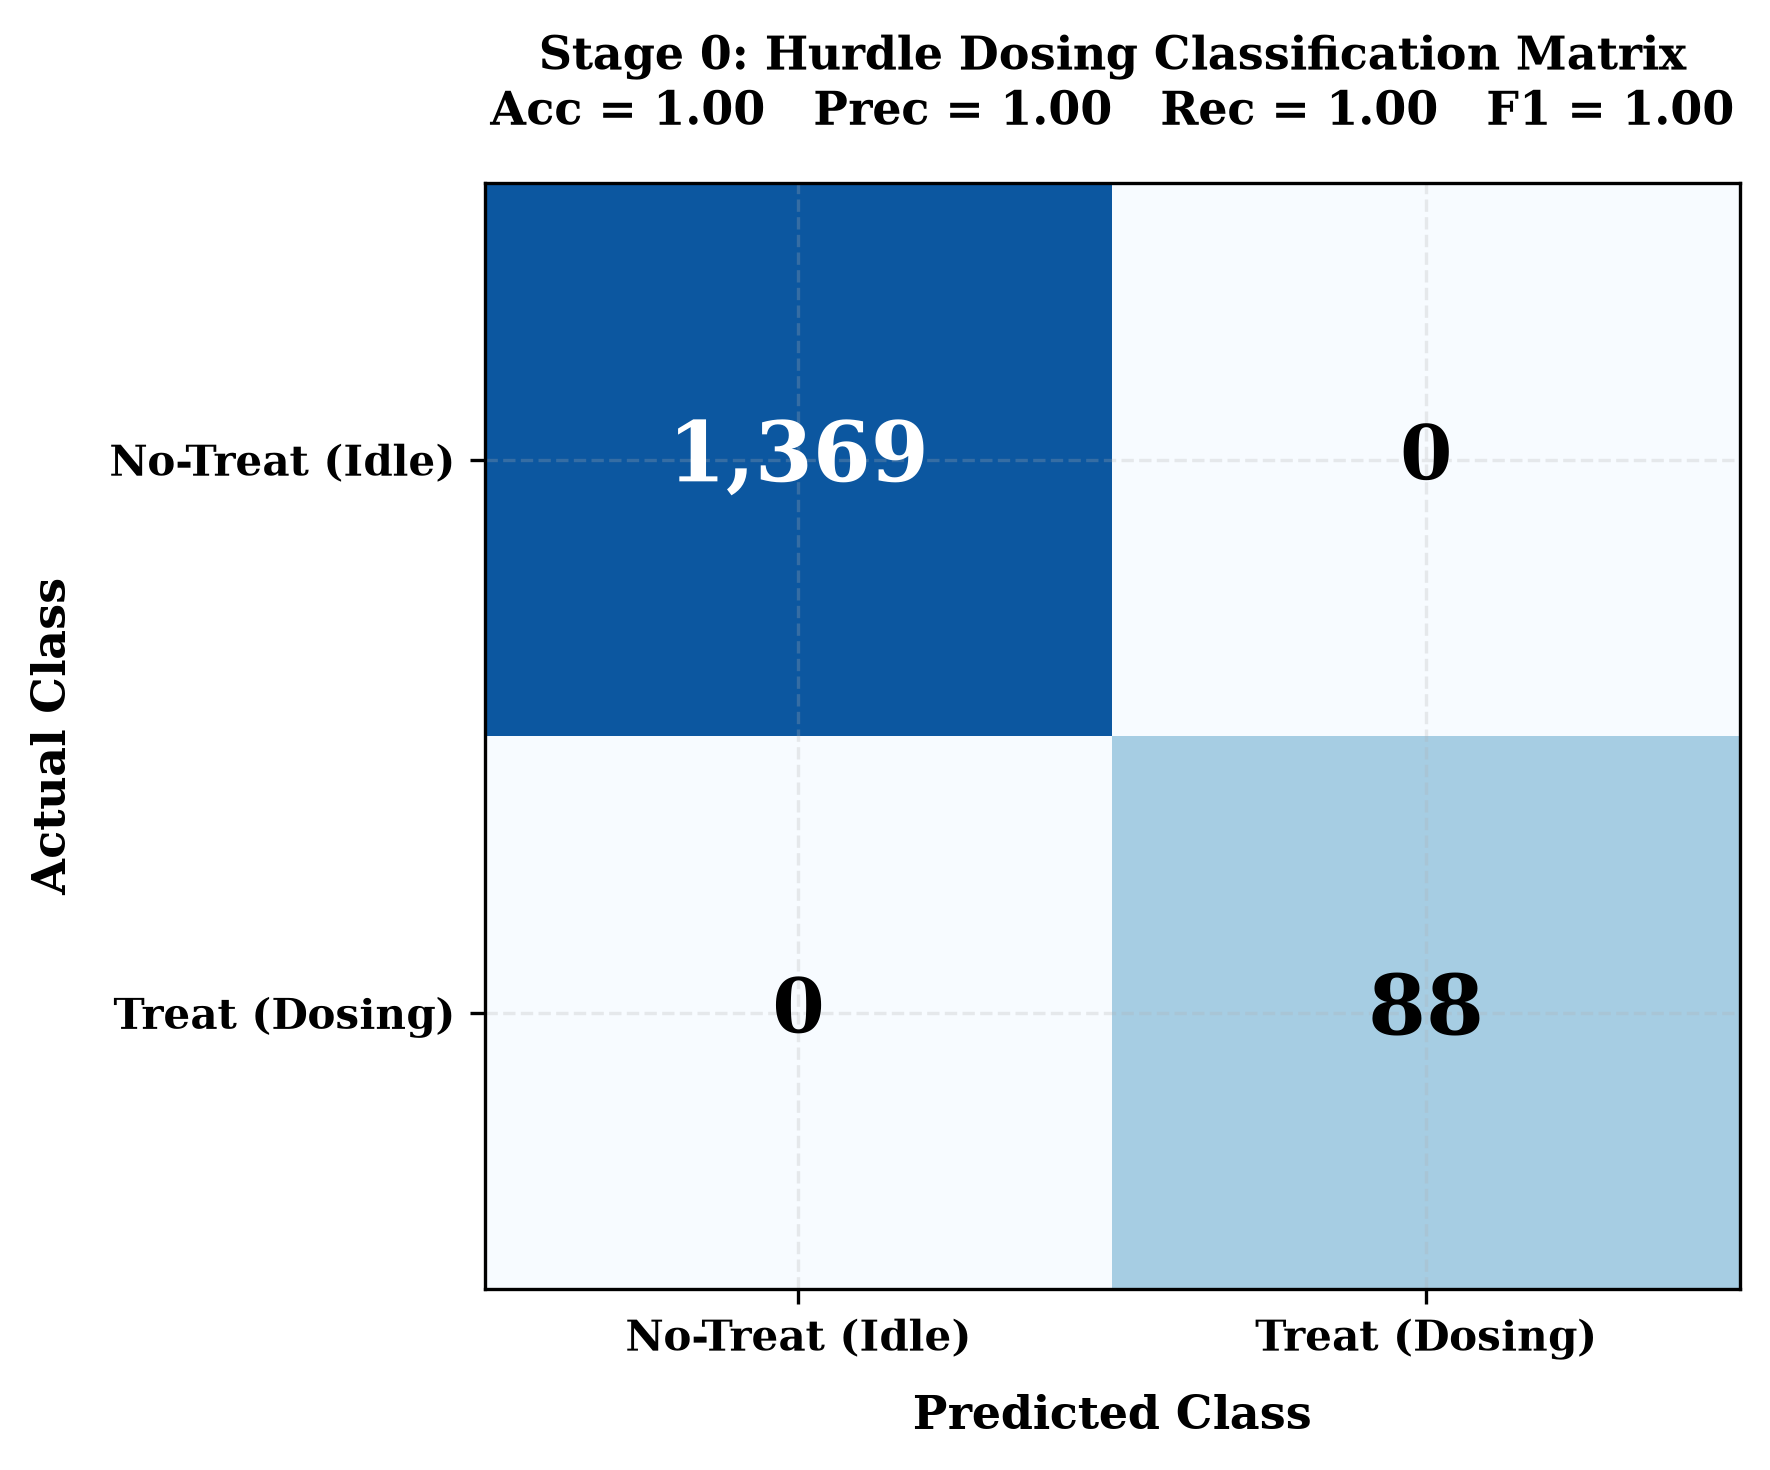 Stage 0: Hurdle Dosing Classification Matrix
Acc = 1.00 Prec = 1.00 Rec = 1.00 F1 = 1.00
1,369
0
No-Treat (Idle)
Actual Class
0
88
Treat (Dosing)
No-Treat (Idle)
Treat (Dosing)
Predicted Class